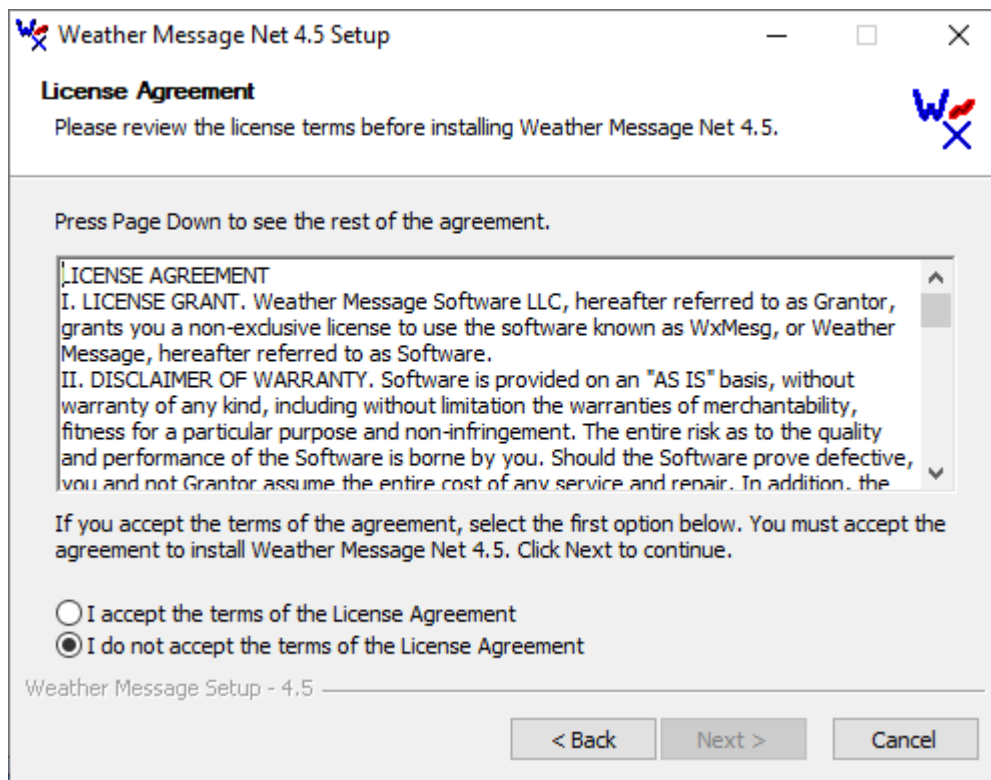 Weather Message Net 4.5 Setup
License Agreement
Please review the license terms before installing Weather Message Net 4.5.
Press Page Down to see the rest of the agreement.
LICENSE AGREEMENT
I. LICENSE GRANT. Weather Message Software LLC, hereafter referred to as Grantor,
grants you a non-exclusive license to use the software known as WxMesg, or Weather
Message, hereafter referred to as Software.
II. DISCLAIMER OF WARRANTY. Software is provided on an "AS IS" basis, without
warranty of any kind, including without limitation the warranties of merchantability,
fitness for a particular purpose and non-infringement. The entire risk as to the quality
and performance of the Software is borne by you. Should the Software prove defective,
you and not Grantor assume the entire cost of any service and repair. In addition, the
If you accept the terms of the agreement, select the first option below. You must accept the
agreement to install Weather Message Net 4.5. Click Next to continue.
I accept the terms of the License Agreement
I do not accept the terms of the License Agreement
Weather Message Setup - 4.5
< Back Next > Cancel